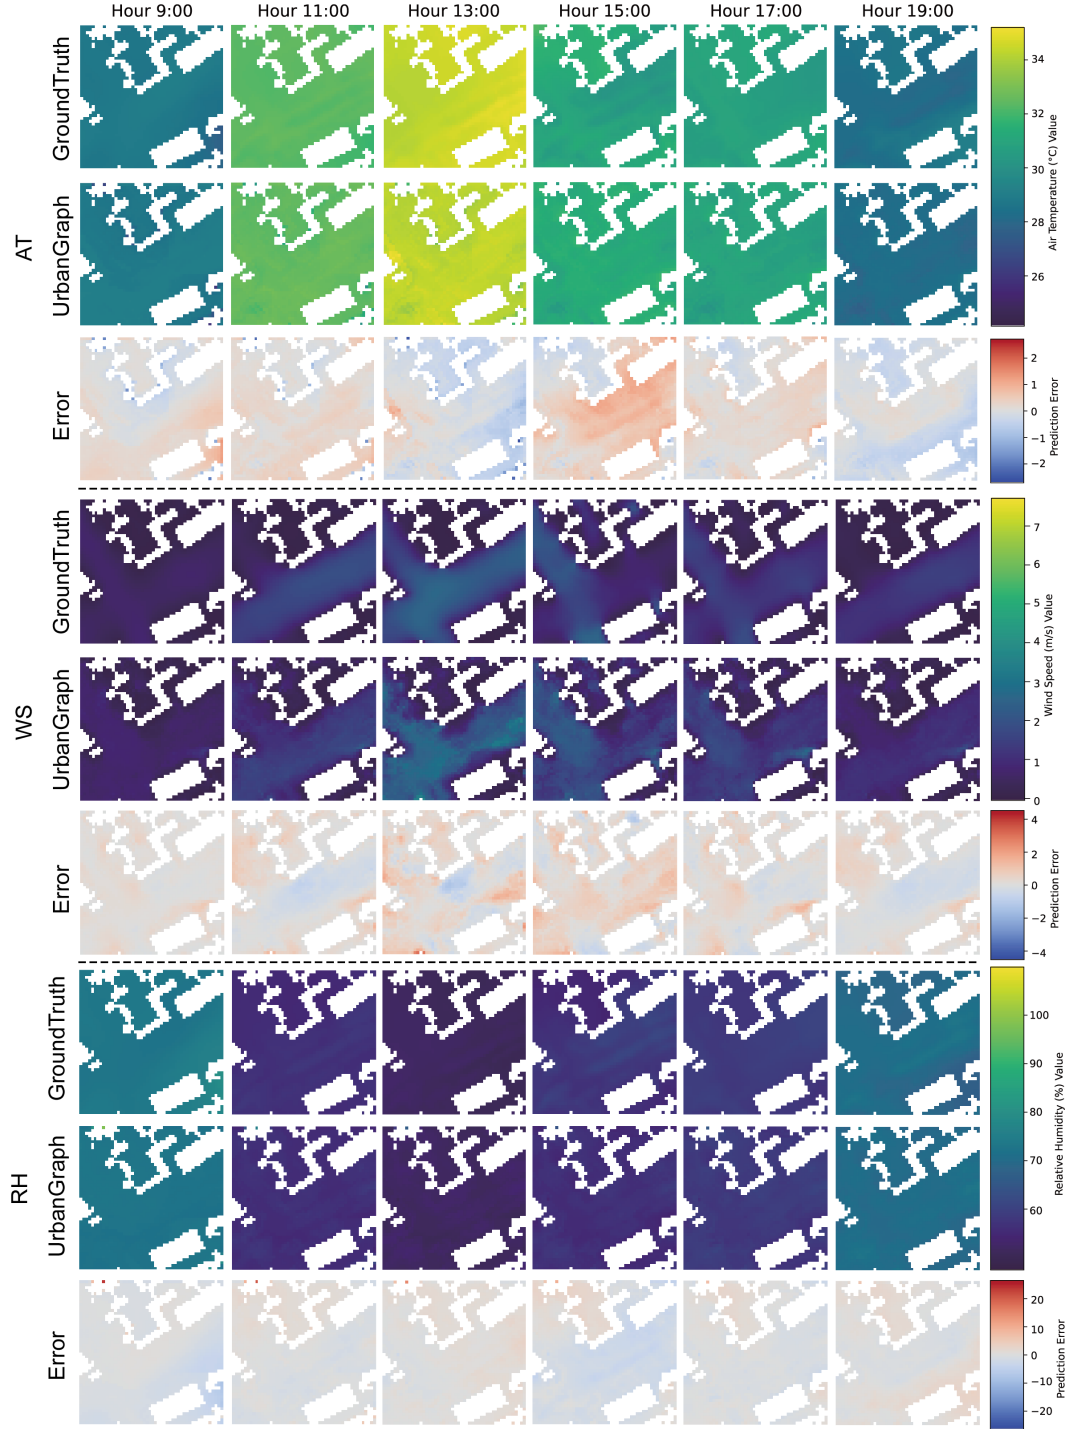 Hour 9:00 Hour 11:00 Hour 13:00 Hour 15:00 Hour 17:00 Hour 19:00
AT
GroundTruth
34
32
30
28
26
Air Temperature (°C) Value
UrbanGraph
Error
2
1
0
−1
−2
Prediction Error
WS
GroundTruth
7
6
5
4
3
2
1
0
Wind Speed (m/s) Value
UrbanGraph
Error
4
2
0
−2
−4
Prediction Error
RH
GroundTruth
100
90
80
70
60
Relative Humidity (%) Value
UrbanGraph
Error
20
10
0
−10
−20
Prediction Error